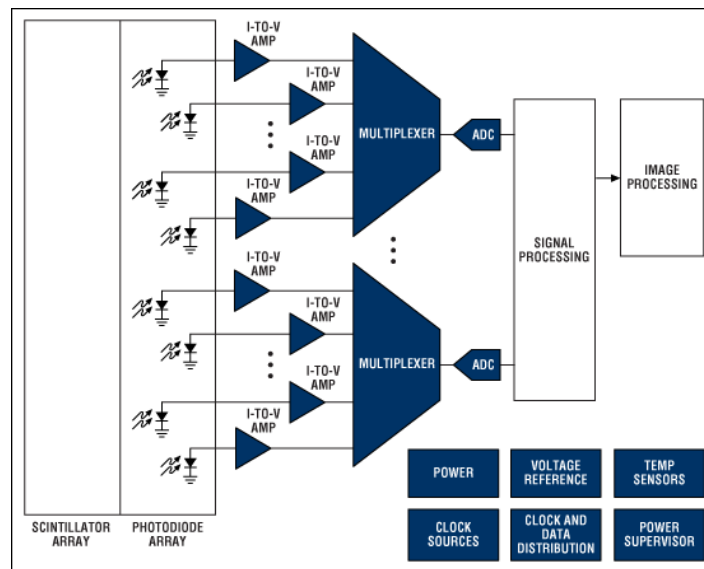 I-TO-V
AMP
I-TO-V
AMP
I-TO-V
AMP
I-TO-V
AMP
MULTIPLEXER
ADC
I-TO-V
AMP
I-TO-V
AMP
I-TO-V
AMP
I-TO-V
AMP
MULTIPLEXER
ADC
SIGNAL
PROCESSING
IMAGE
PROCESSING
SCINTILLATOR
ARRAY
PHOTODIODE
ARRAY
POWER
VOLTAGE
REFERENCE
TEMP
SENSORS
CLOCK
SOURCES
CLOCK AND
DATA
DISTRIBUTION
POWER
SUPERVISOR